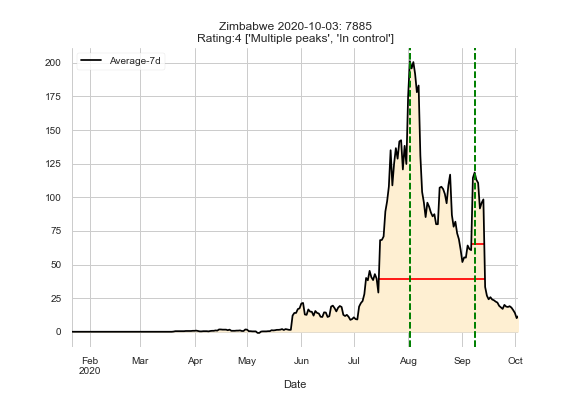 Zimbabwe 2020-10-03: 7885
Rating:4 ['Multiple peaks', 'In control']
Average-7d
200
175
150
125
100
75
50
25
0
Feb Mar Apr May Jun Jul Aug Sep Oct
2020
Date